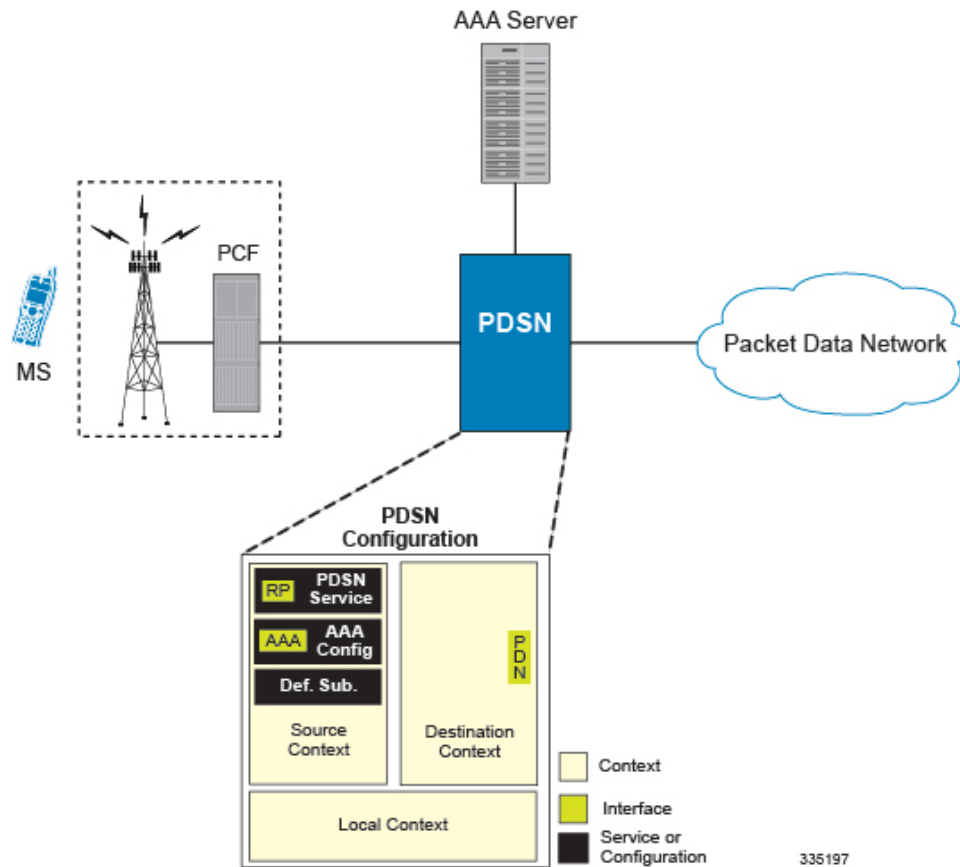 AAA Server
PCF
MS
PDSN
Packet Data Network
PDSN
Configuration
RP
PDSN
Service
AAA
AAA
Config
Def. Sub.
Source
Context
PDN
Destination
Context
Local Context
Context
Interface
Service or
Configuration
335197